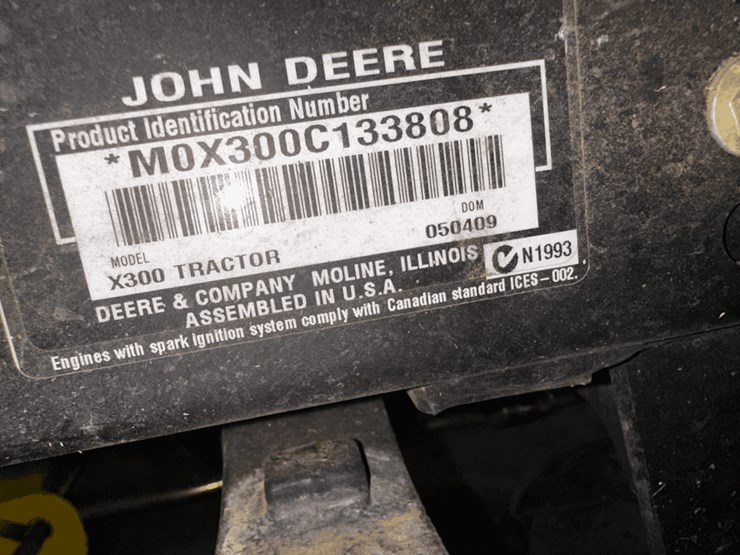 JOHN DEERE
Product Identification Number
*M0X300C133808*
MODEL DOM
X300 TRACTOR 050409
DEERE & COMPANY MOLINE, ILLINOIS N1993
ASSEMBLED IN U.S.A.
Engines with spark ignition system comply with Canadian standard ICES-002.